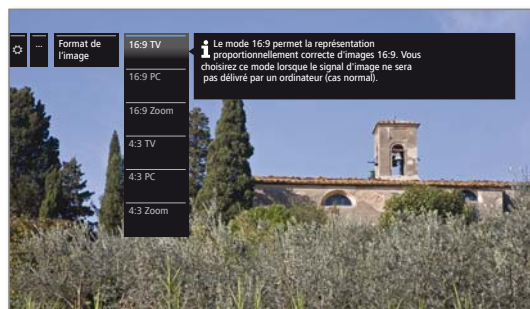 ...
Format de
l'image
16:9 TV
16:9 PC
16:9 Zoom
4:3 TV
4:3 PC
4:3 Zoom
i Le mode 16:9 permet la représentation
proportionnellement correcte d'images 16:9. Vous
choisirez ce mode lorsque le signal d'image ne sera
pas délivré par un ordinateur (cas normal).